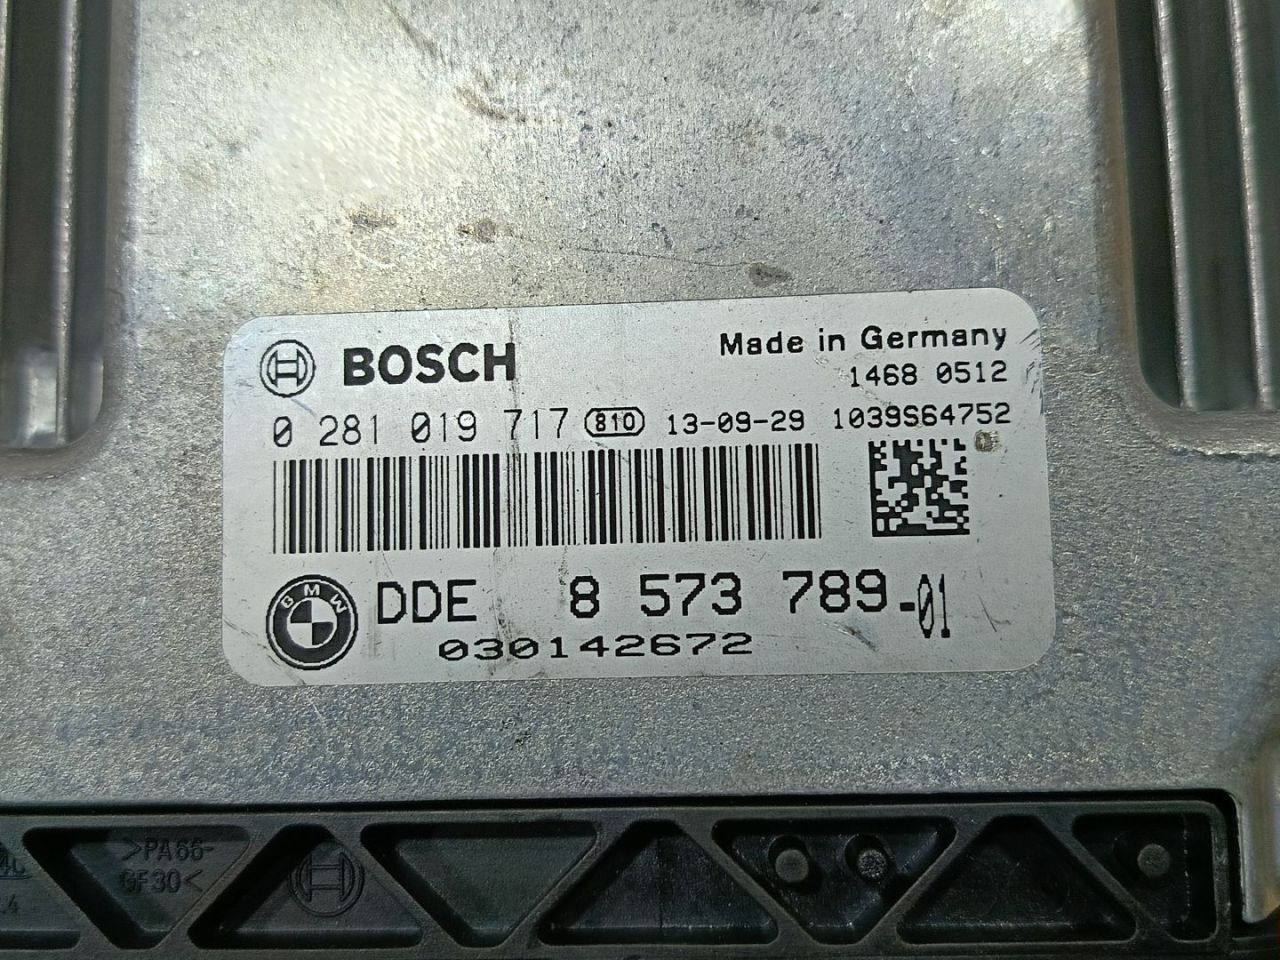 BOSCH
Made in Germany
1468 0512
0 281 019 717 810 13-09-29 1039S64752
BMW DDE 8 573 789-01
030142672
>PA66-
GF30<